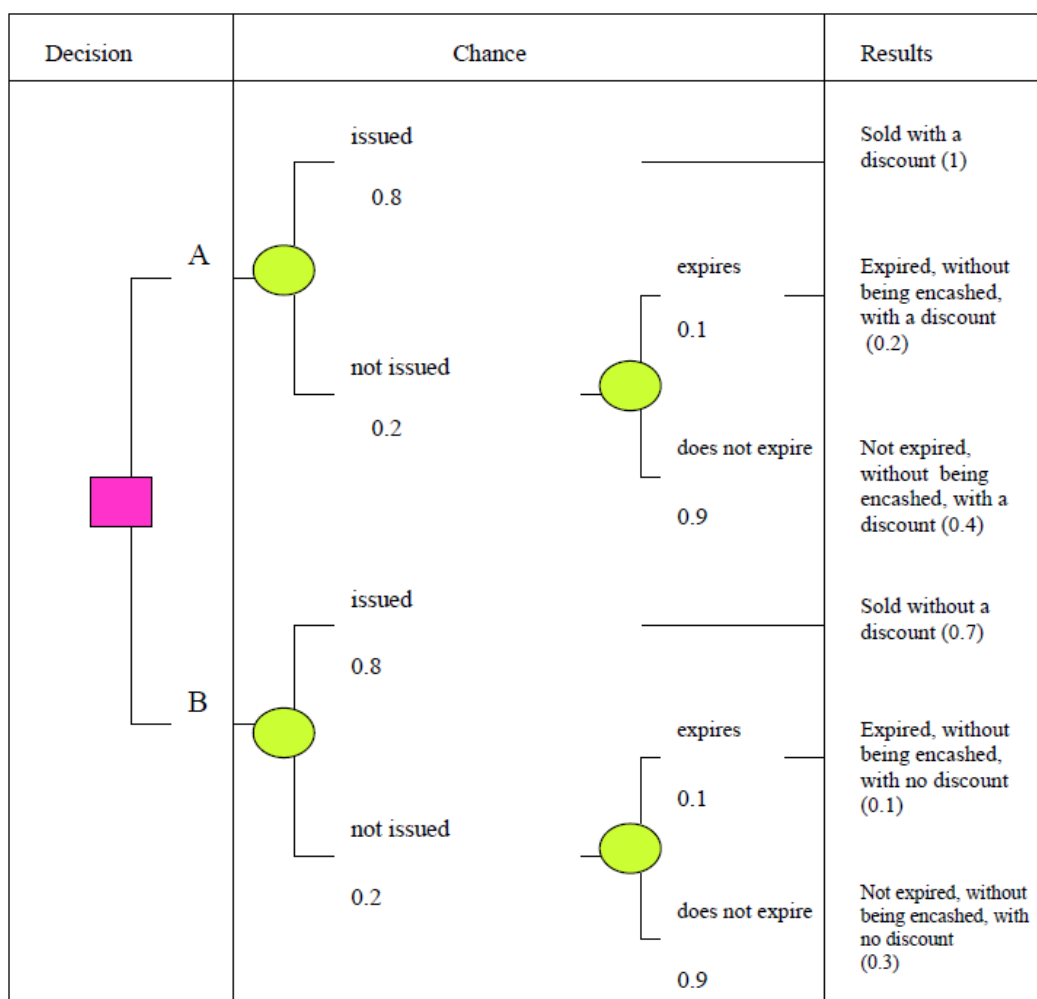 Decision
Chance
Results
A
issued
0.8
Sold with a
discount (1)
not issued
0.2
expires
0.1
Expired, without
being encashed,
with a discount
(0.2)
does not expire
0.9
Not expired,
without being
encashed, with a
discount (0.4)
B
issued
0.8
Sold without a
discount (0.7)
not issued
0.2
expires
0.1
Expired, without
being encashed,
with no discount
(0.1)
does not expire
0.9
Not expired, without
being encashed, with
no discount
(0.3)